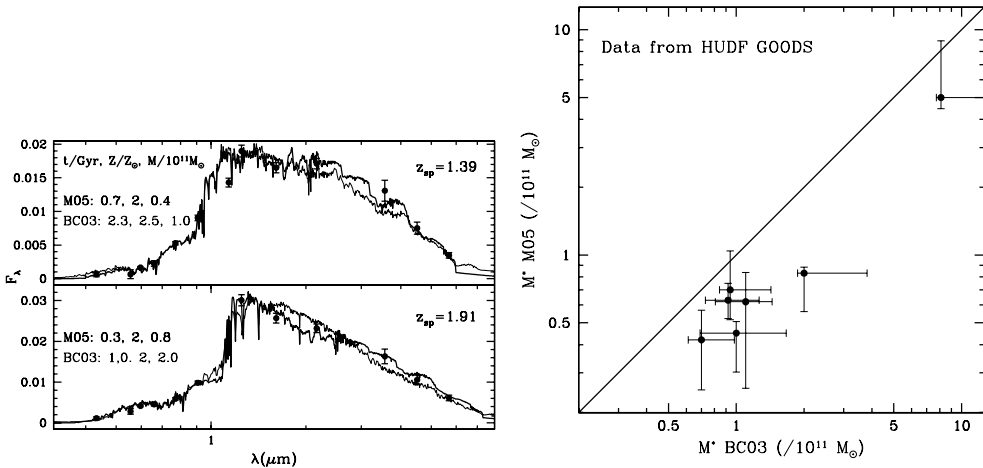 0.02
0.015
0.01
0.005
0
t/Gyr, Z/Z⊙, M/10¹¹M⊙
z_sp=1.39
M05: 0.7, 2, 0.4
BC03: 2.3, 2.5, 1.0
F_λ
0.03
0.02
0.01
0
z_sp=1.91
M05: 0.3, 2, 0.8
BC03: 1,0. 2, 2.0
1
λ(μm)
Data from HUDF GOODS
10
5
1
0.5
M* M05 (/10¹¹ M⊙)
0.5
1
5
10
M* BC03 (/10¹¹ M⊙)